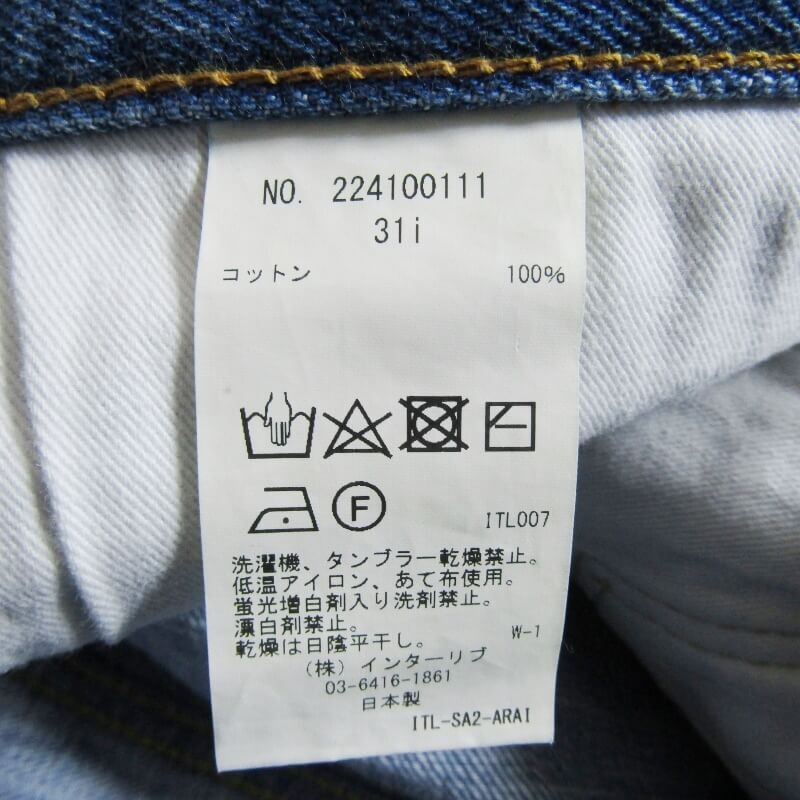 NO. 224100111
31i
コットン 100%
F
ITL007
洗濯機、タンブラー乾燥禁止。
低温アイロン、あて布使用。
蛍光増白剤入り洗剤禁止。
漂白剤禁止。
乾燥は日陰平干し。 W-1
(株) インターリブ
03-6416-1861
日本製
ITL-SA2-ARAI